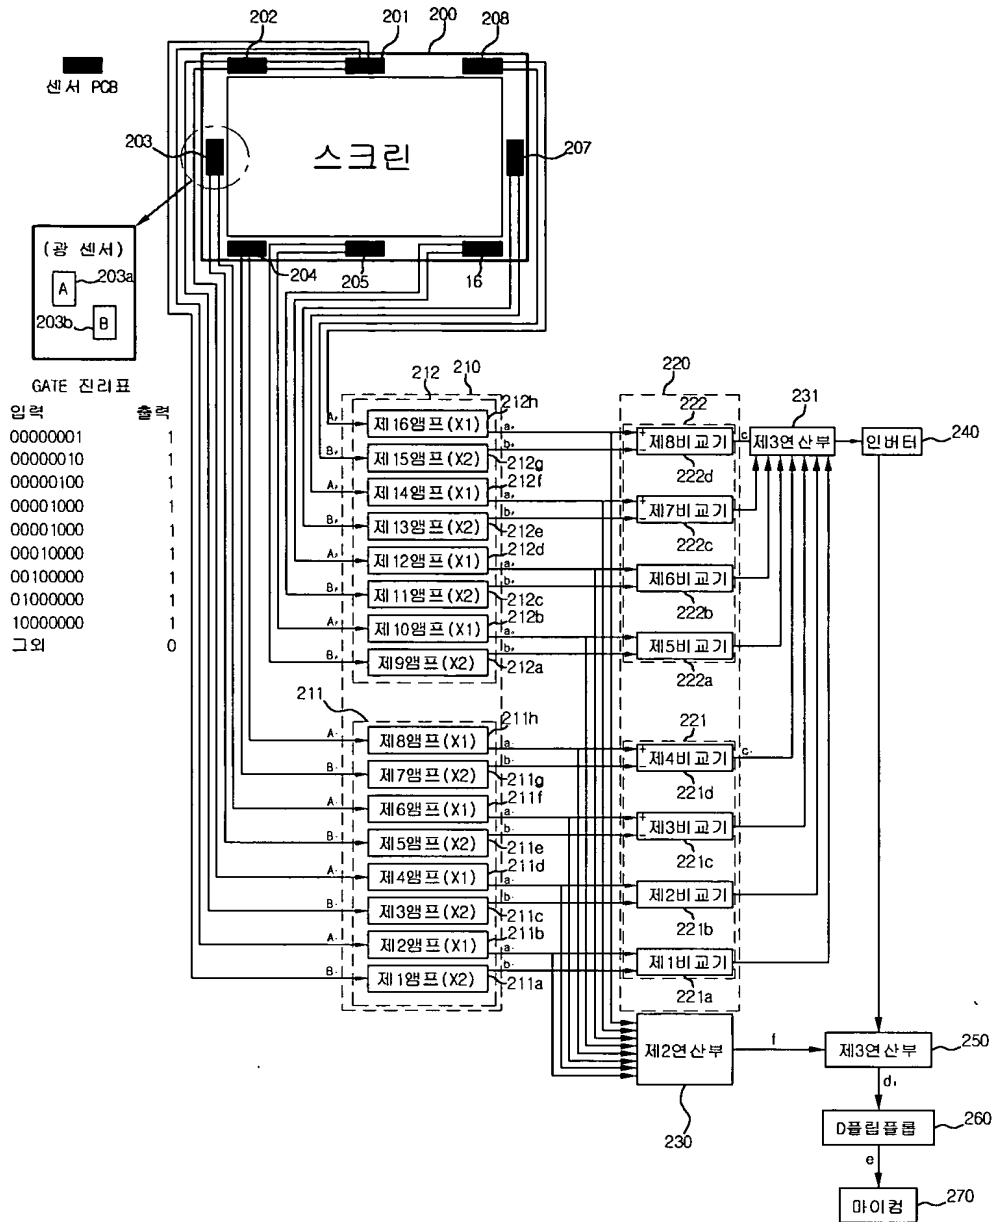 202
201
200
208
센서 PCB
203
스크린
207
(광 센서)
A
203a
203b
B
204
205
16
GATE 진리표
입력 출력
00000001 1
00000010 1
00000100 1
00001000 1
00001000 1
00010000 1
00100000 1
01000000 1
10000000 1
그외 0
212
210
212h
A, 제16앰프(X1) a,
B, 제15앰프(X2) b,
212g
212f
A, 제14앰프(X1) a,
B, 제13앰프(X2) b,
212e
212d
A, 제12앰프(X1) a,
B, 제11앰프(X2) b,
212c
212b
A, 제10앰프(X1) a,
B, 제9앰프(X2) b,
212a
211
211h
A· 제8앰프(X1) a·
B· 제7앰프(X2) b·
211g
211f
A· 제6앰프(X1) a·
B· 제5앰프(X2) b·
211e
211d
A· 제4앰프(X1) a·
B· 제3앰프(X2) b·
211c
211b
A· 제2앰프(X1) a·
B· 제1앰프(X2) b·
211a
220
222
+ 제8비교기 c
−
222d
+ 제7비교기
−
222c
제6비교기
222b
제5비교기
222a
221
+ 제4비교기 c·
−
221d
+ 제3비교기
−
221c
제2비교기
221b
제1비교기
221a
231
제3연산부
인버터
240
제2연산부
230
f
제3연산부
250
d,
D플립플롭
260
e
마이컴
270